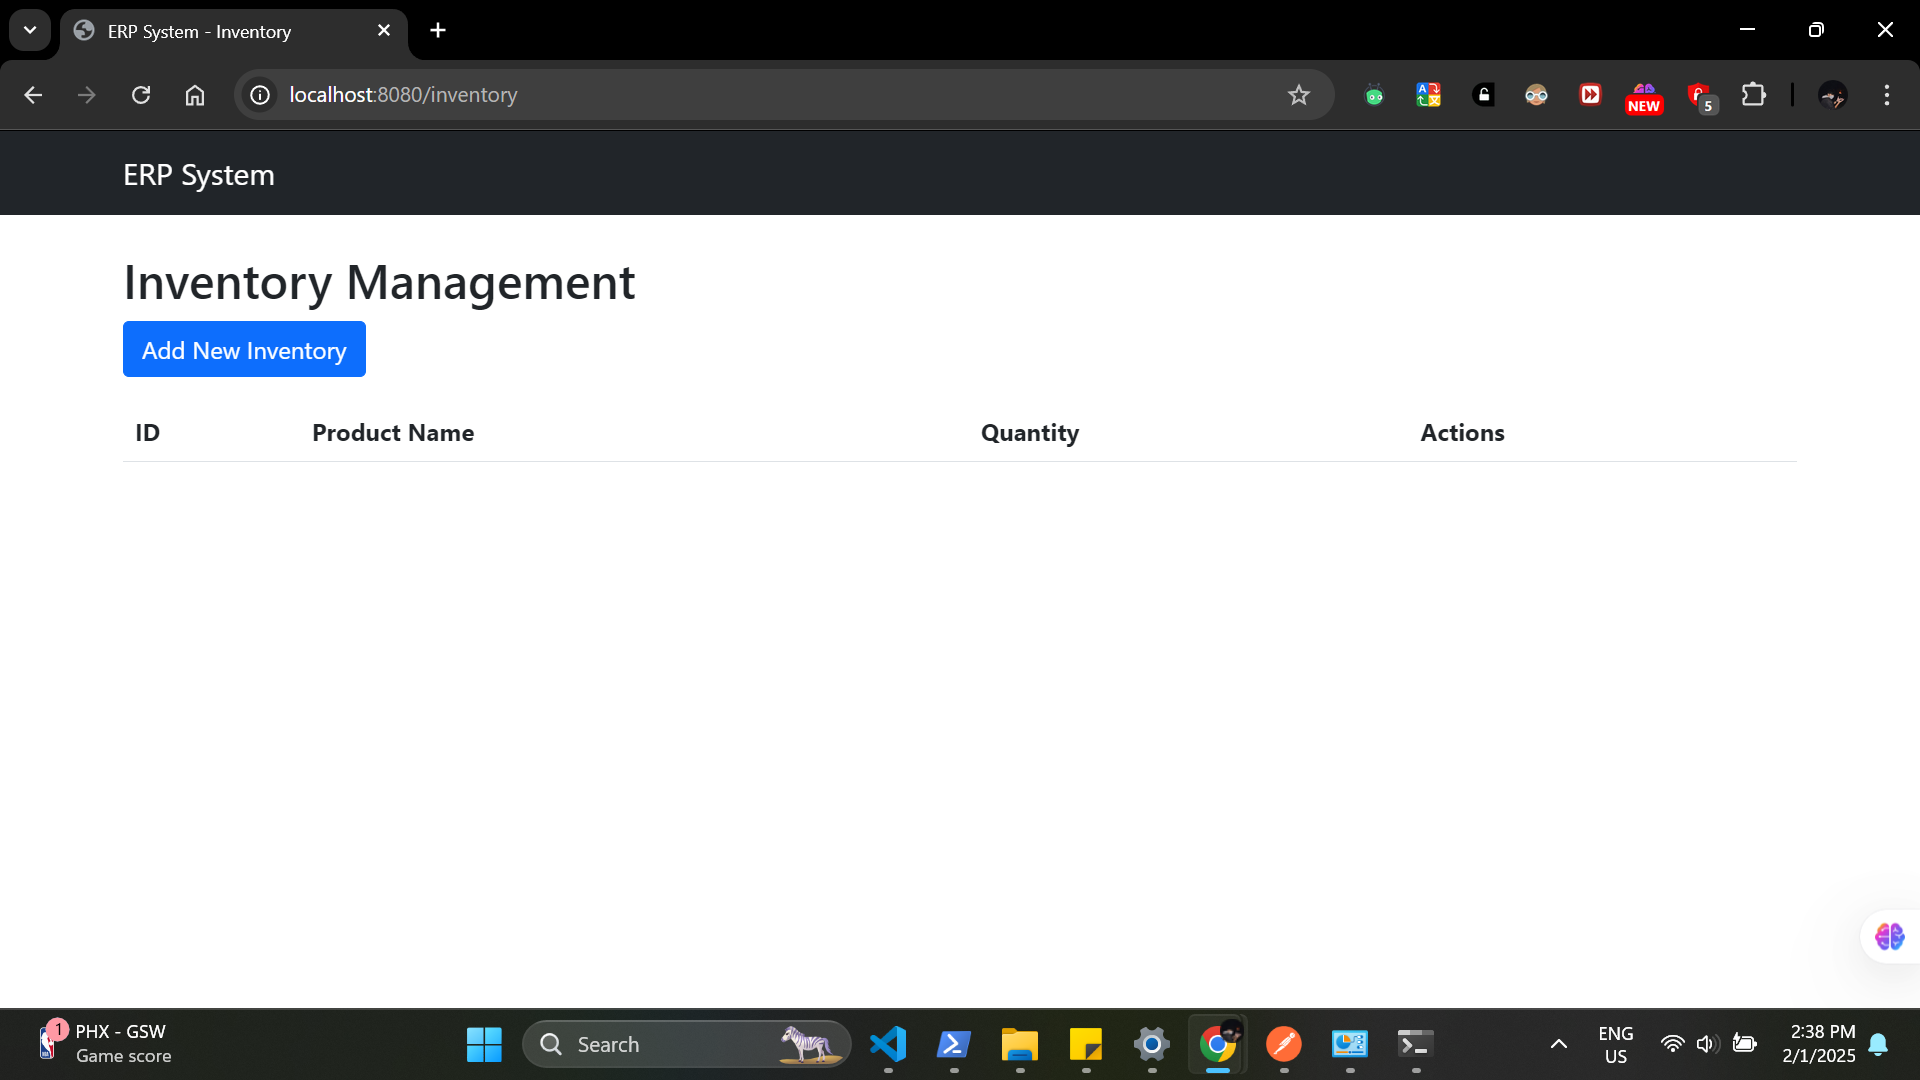 ERP System - Inventory
localhost:8080/inventory
NEW
5
ERP System
Inventory Management
Add New Inventory
ID Product Name Quantity Actions
1
PHX - GSW
Game score
Search
ENG
US
2:38 PM
2/1/2025